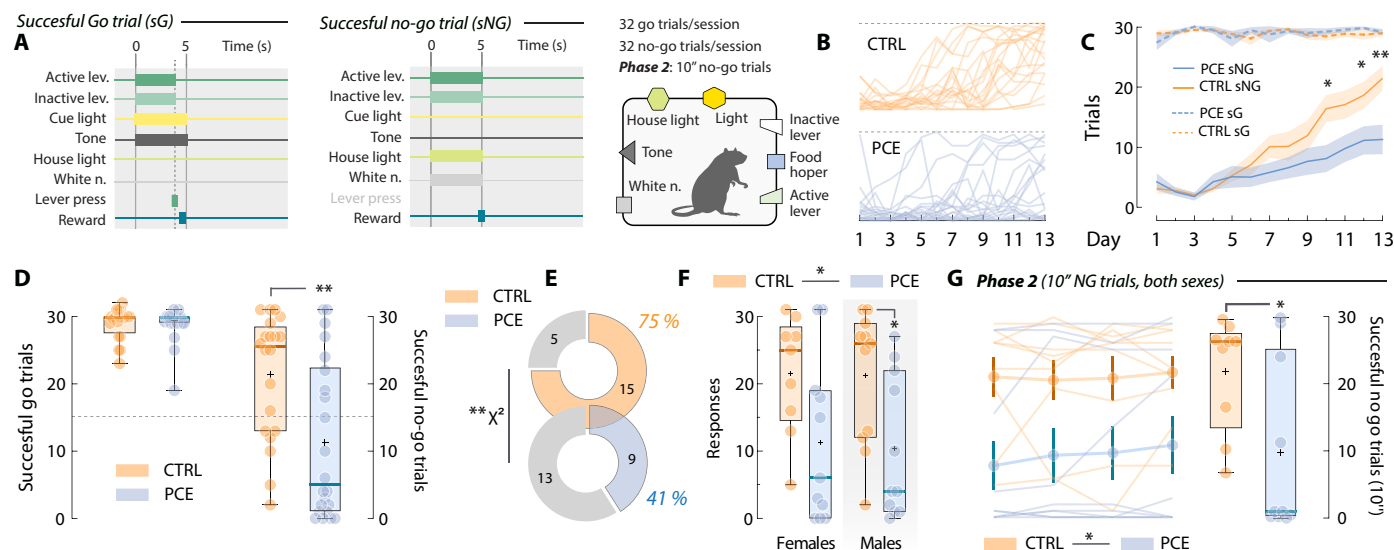 Succesful Go trial (sG)
A
0
5
Time (s)
Active lev.
Inactive lev.
Cue light
Tone
House light
White n.
Lever press
Reward
Succesful no-go trial (sNG)
0
5
Time (s)
Active lev.
Inactive lev.
Cue light
Tone
House light
White n.
Lever press
Reward
32 go trials/session
32 no-go trials/session
Phase 2: 10” no-go trials
House light
Light
Inactive
lever
Tone
Food
hoper
White n.
Active
lever
B
CTRL
PCE
1 3 5 7 9 11 13
C
Trials
30
20
10
0
PCE sNG
CTRL sNG
PCE sG
CTRL sG
*
*
**
Day
1 3 5 7 9 11 13
D
Succesful go trials
30
20
10
0
CTRL
PCE
**
30
20
10
0
Succesful no-go trials
E
CTRL
PCE
75 %
5
15
**X²
13
9
41 %
F
CTRL * PCE
Responses
30
20
10
0
*
Females
Males
G
Phase 2 (10” NG trials, both sexes)
*
30
20
10
0
Succesful no-go trials (10”)
CTRL * PCE